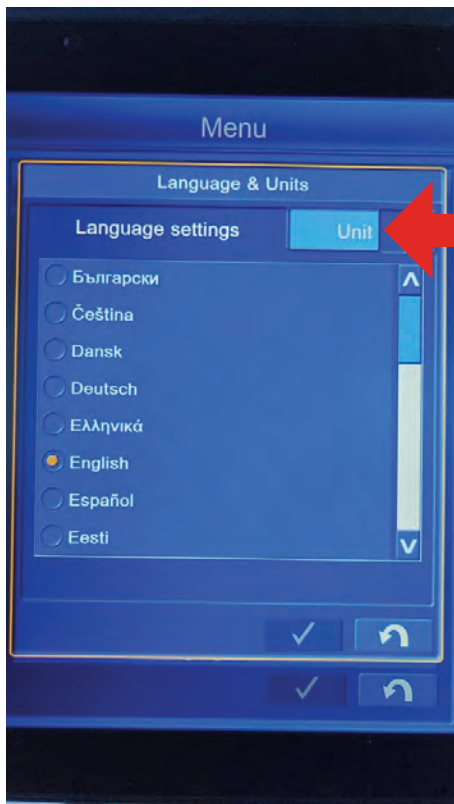 Menu
Language & Units
Language settings Unit
Български
Čeština
Dansk
Deutsch
Ελληνικά
English
Español
Eesti